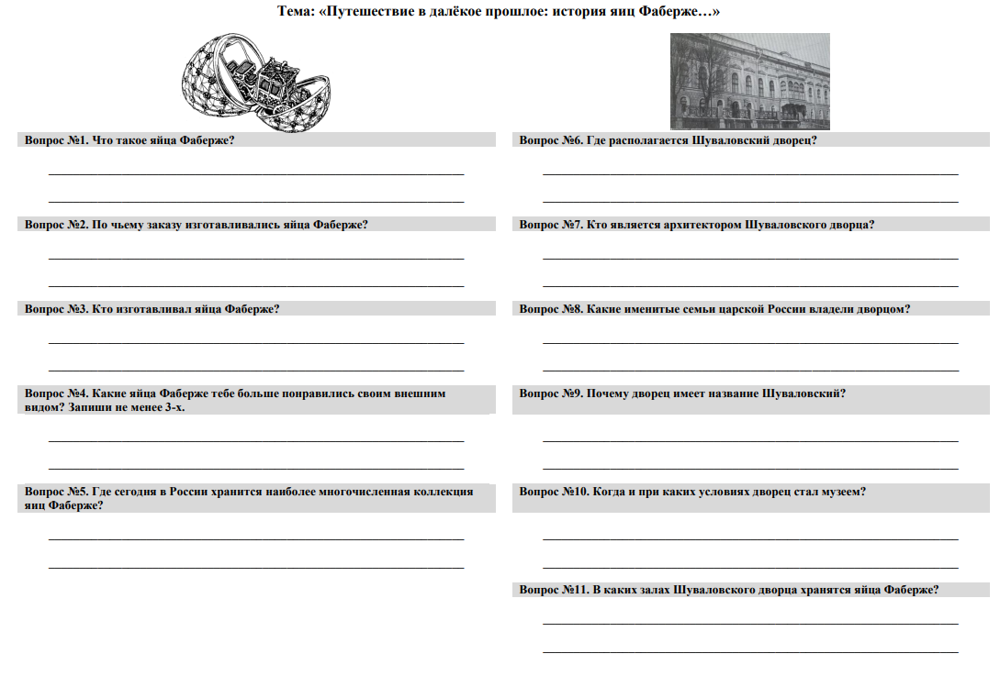 Тема: «Путешествие в далёкое прошлое: история яиц Фаберже…»
Вопрос №1. Что такое яйца Фаберже?
Вопрос №2. По чьему заказу изготавливались яйца Фаберже?
Вопрос №3. Кто изготавливал яйца Фаберже?
Вопрос №4. Какие яйца Фаберже тебе больше понравились своим внешним
видом? Запиши не менее 3-х.
Вопрос №5. Где сегодня в России хранится наиболее многочисленная коллекция
яиц Фаберже?
Вопрос №6. Где располагается Шуваловский дворец?
Вопрос №7. Кто является архитектором Шуваловского дворца?
Вопрос №8. Какие именитые семьи царской России владели дворцом?
Вопрос №9. Почему дворец имеет название Шуваловский?
Вопрос №10. Когда и при каких условиях дворец стал музеем?
Вопрос №11. В каких залах Шуваловского дворца хранятся яйца Фаберже?